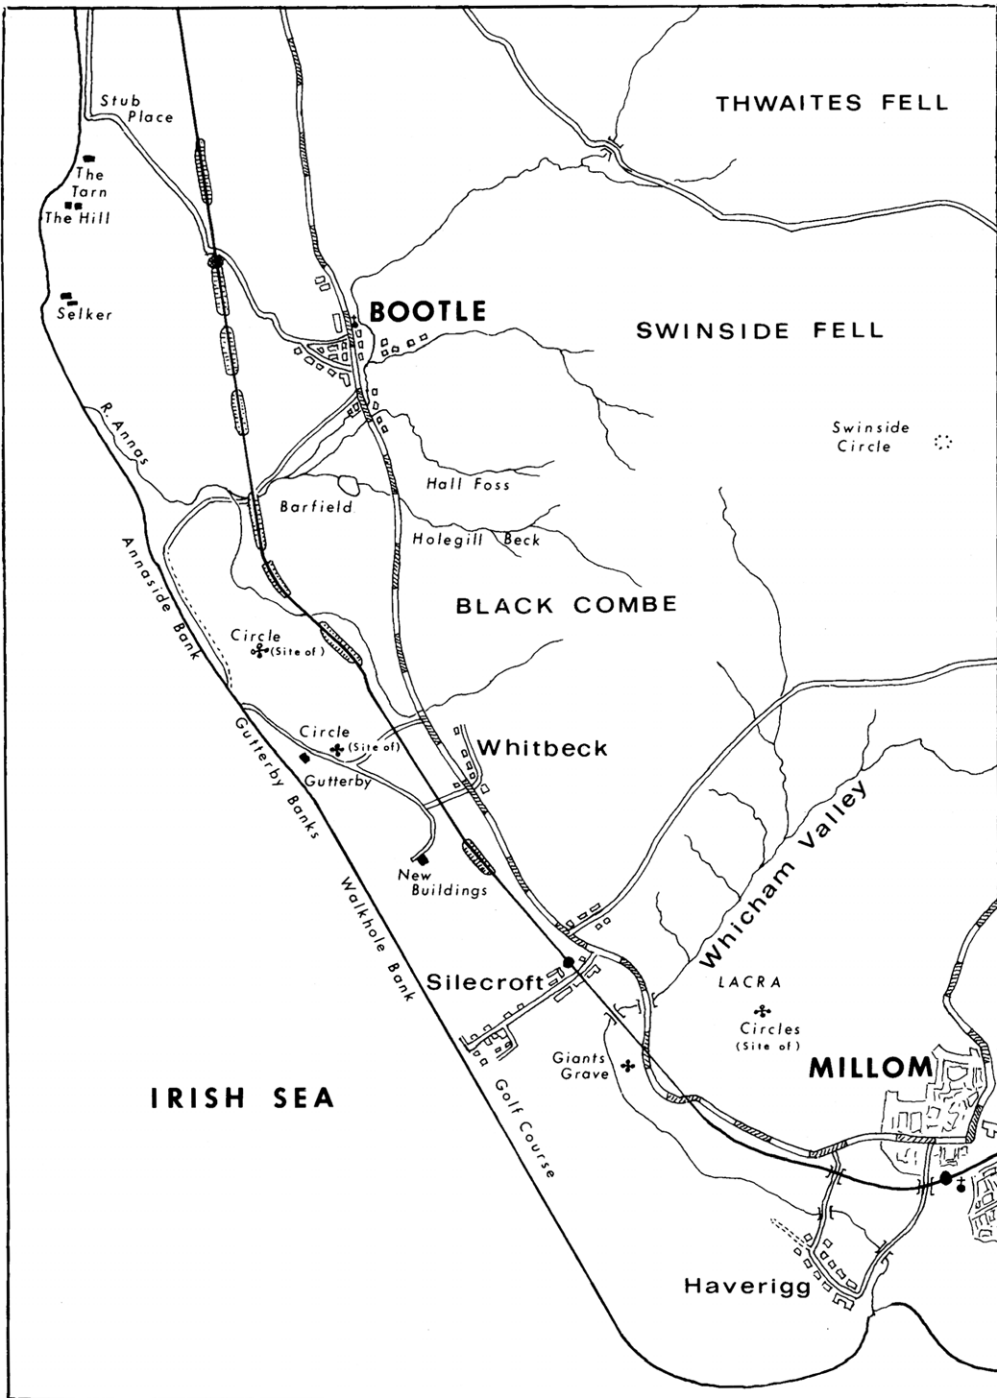 THWAITES FELL
Stub
Place
The
Tarn
The Hill
Selker
BOOTLE
SWINSIDE FELL
R. Annas
Swinside
Circle
Hall Foss
Barfield
Holegill Beck
Annaside Bank
BLACK COMBE
Circle
(Site of)
Circle
(Site of)
Gutterby
Gutterby Banks
Whitbeck
New
Buildings
Walkhole Bank
Whicham Valley
Silecroft
LACRA
Circles
(Site of)
Giants
Grave
MILLOM
IRISH SEA
Golf Course
Haverigg